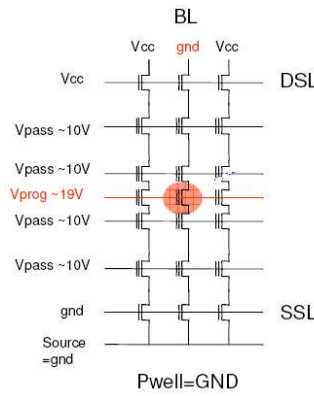 BL
Vcc gnd Vcc
Vcc DSL
Vpass ~10V
Vpass ~10V
Vprog ~19V
Vpass ~10V
Vpass ~10V
gnd SSL
Source
=gnd
Pwell=GND